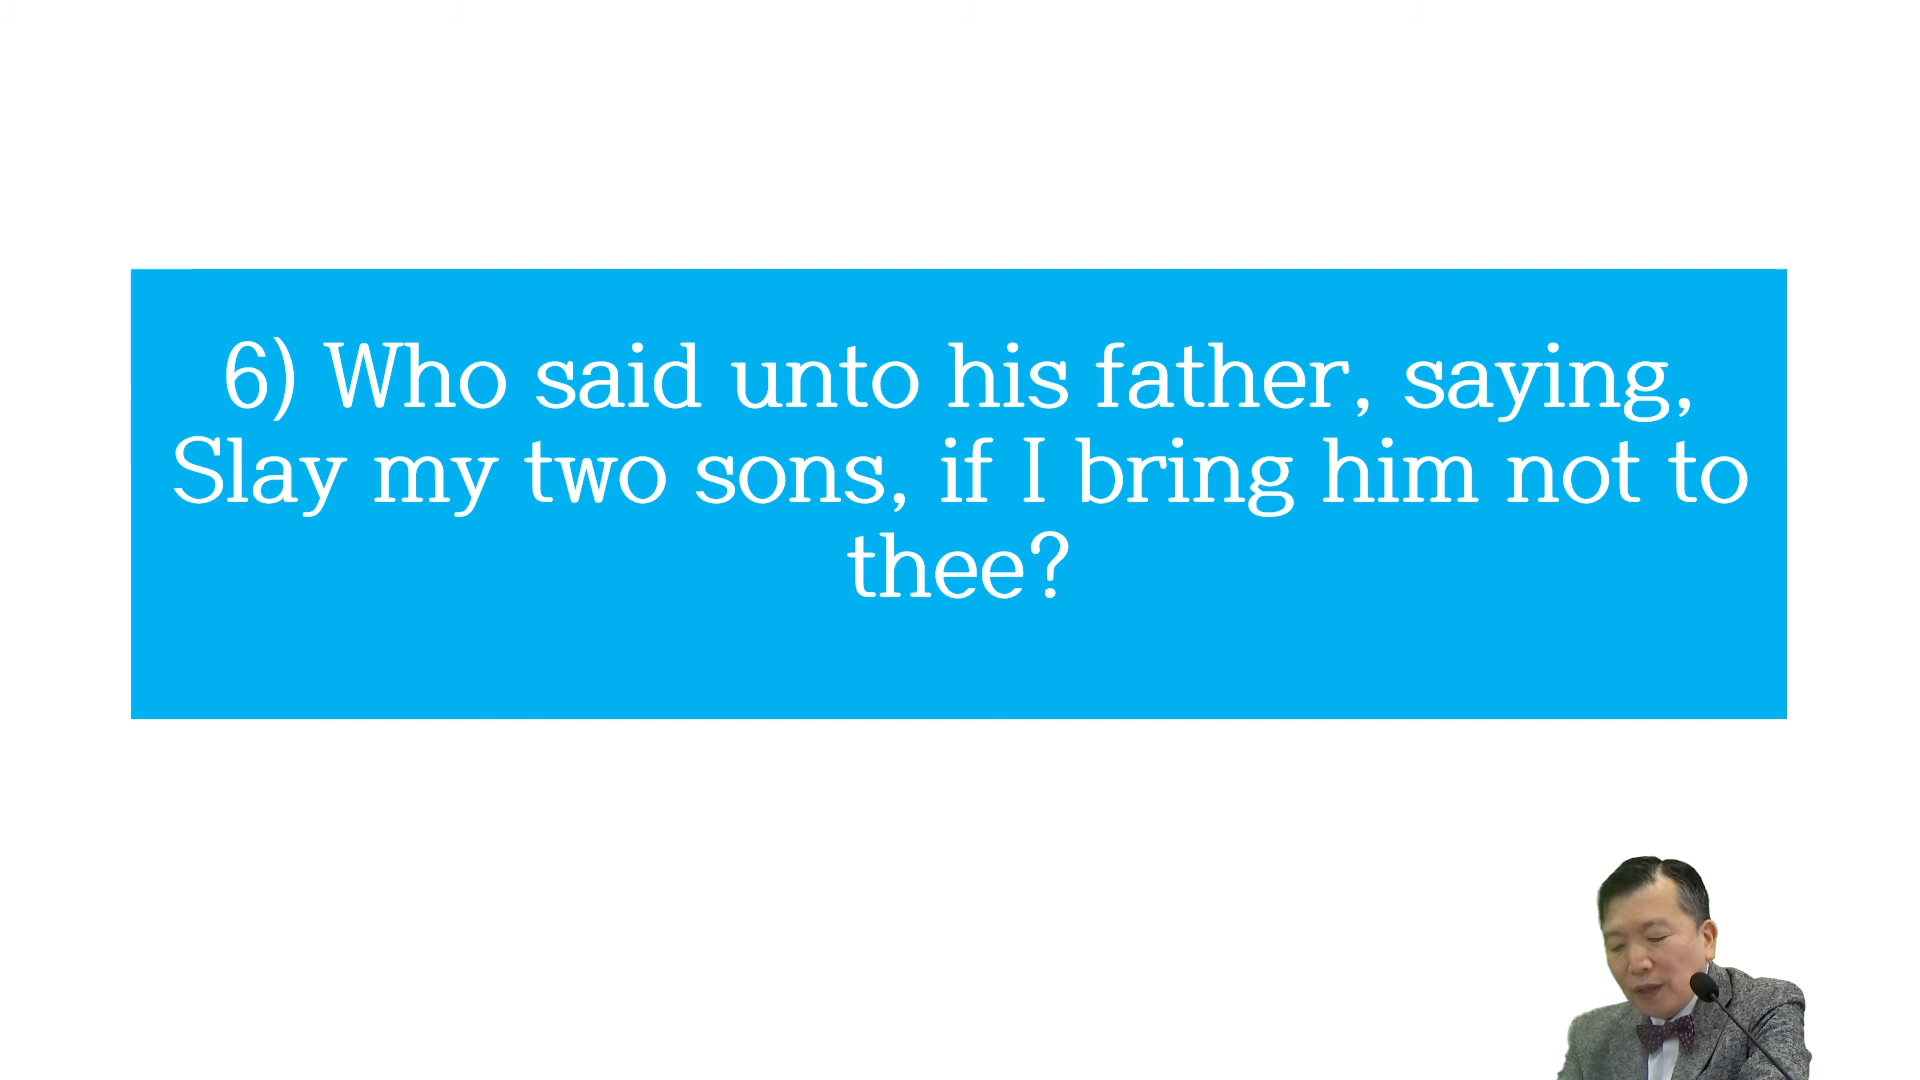 6) Who said unto his father, saying,
Slay my two sons, if I bring him not to
thee?